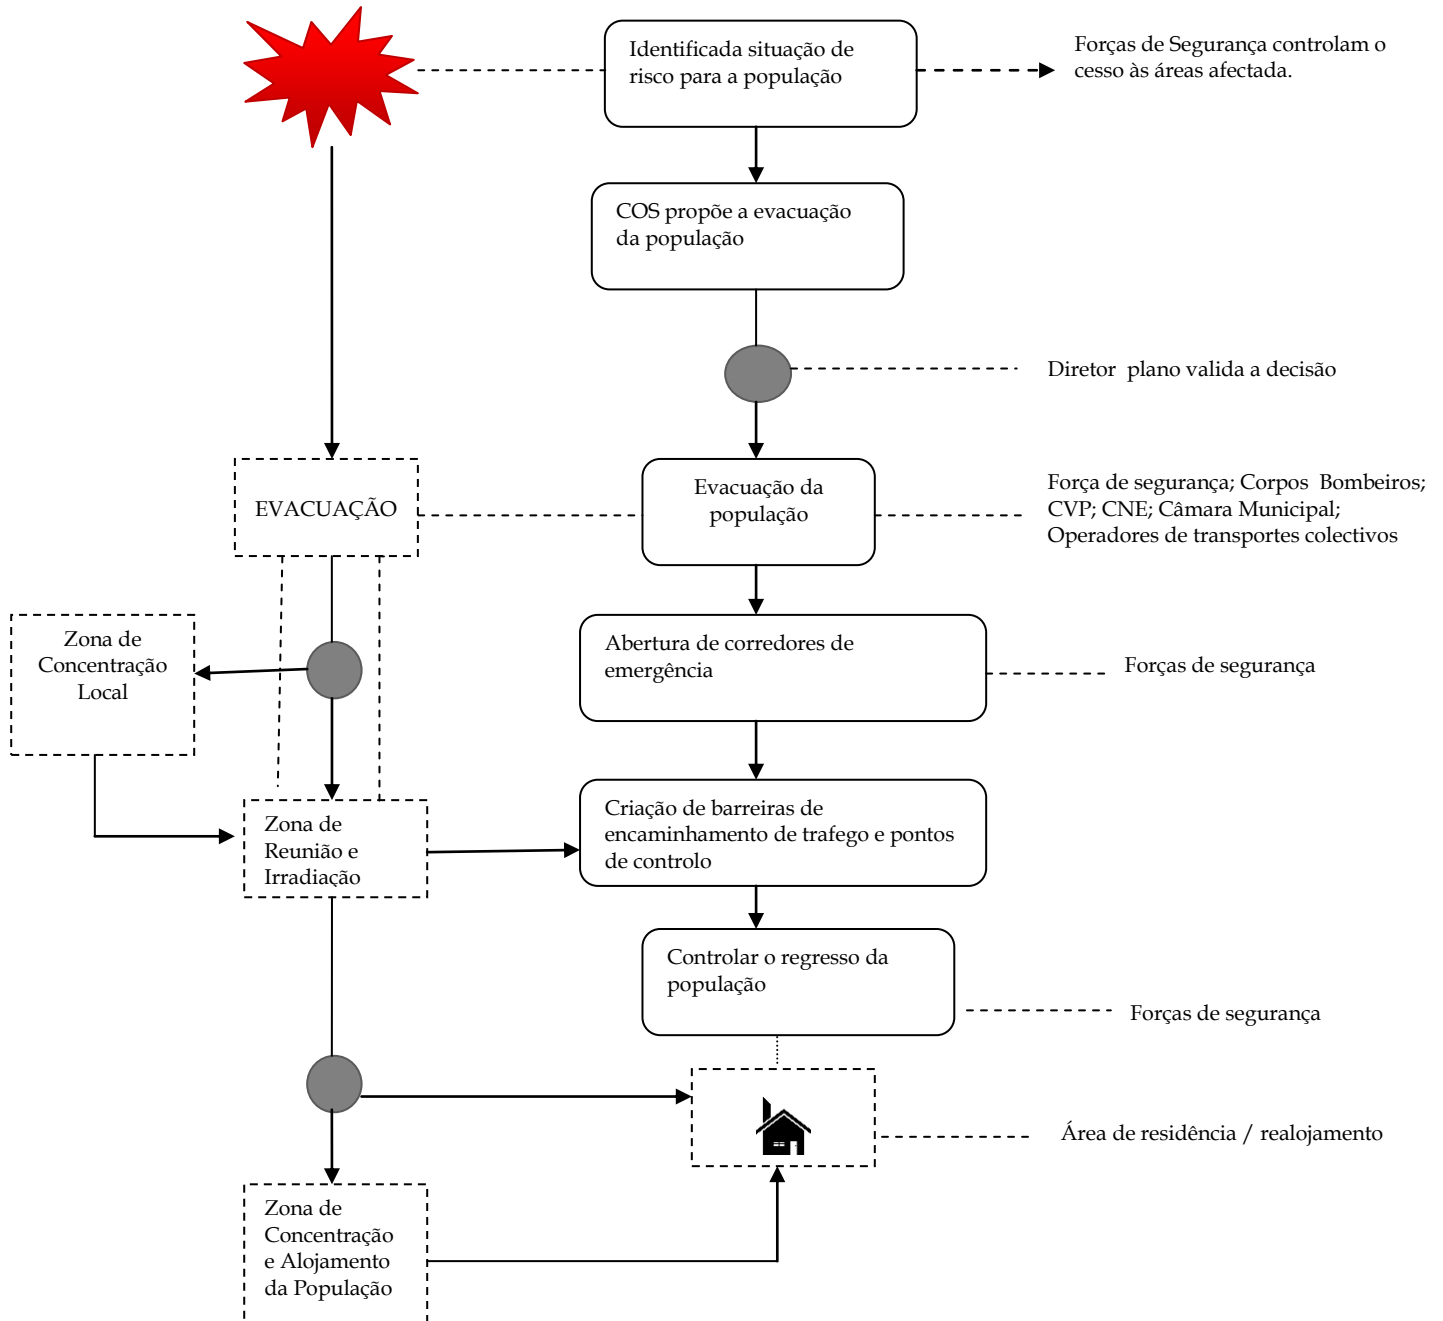 Identificada situação de
risco para a população
Forças de Segurança controlam o
cesso às áreas afectada.
COS propõe a evacuação
da população
Diretor plano valida a decisão
EVACUAÇÃO
Evacuação da
população
Força de segurança; Corpos Bombeiros;
CVP; CNE; Câmara Municipal;
Operadores de transportes colectivos
Zona de
Concentração
Local
Abertura de corredores de
emergência
Forças de segurança
Zona de
Reunião e
Irradiação
Criação de barreiras de
encaminhamento de trafego e pontos
de controlo
Controlar o regresso da
população
Forças de segurança
Área de residência / realojamento
Zona de
Concentração
e Alojamento
da População